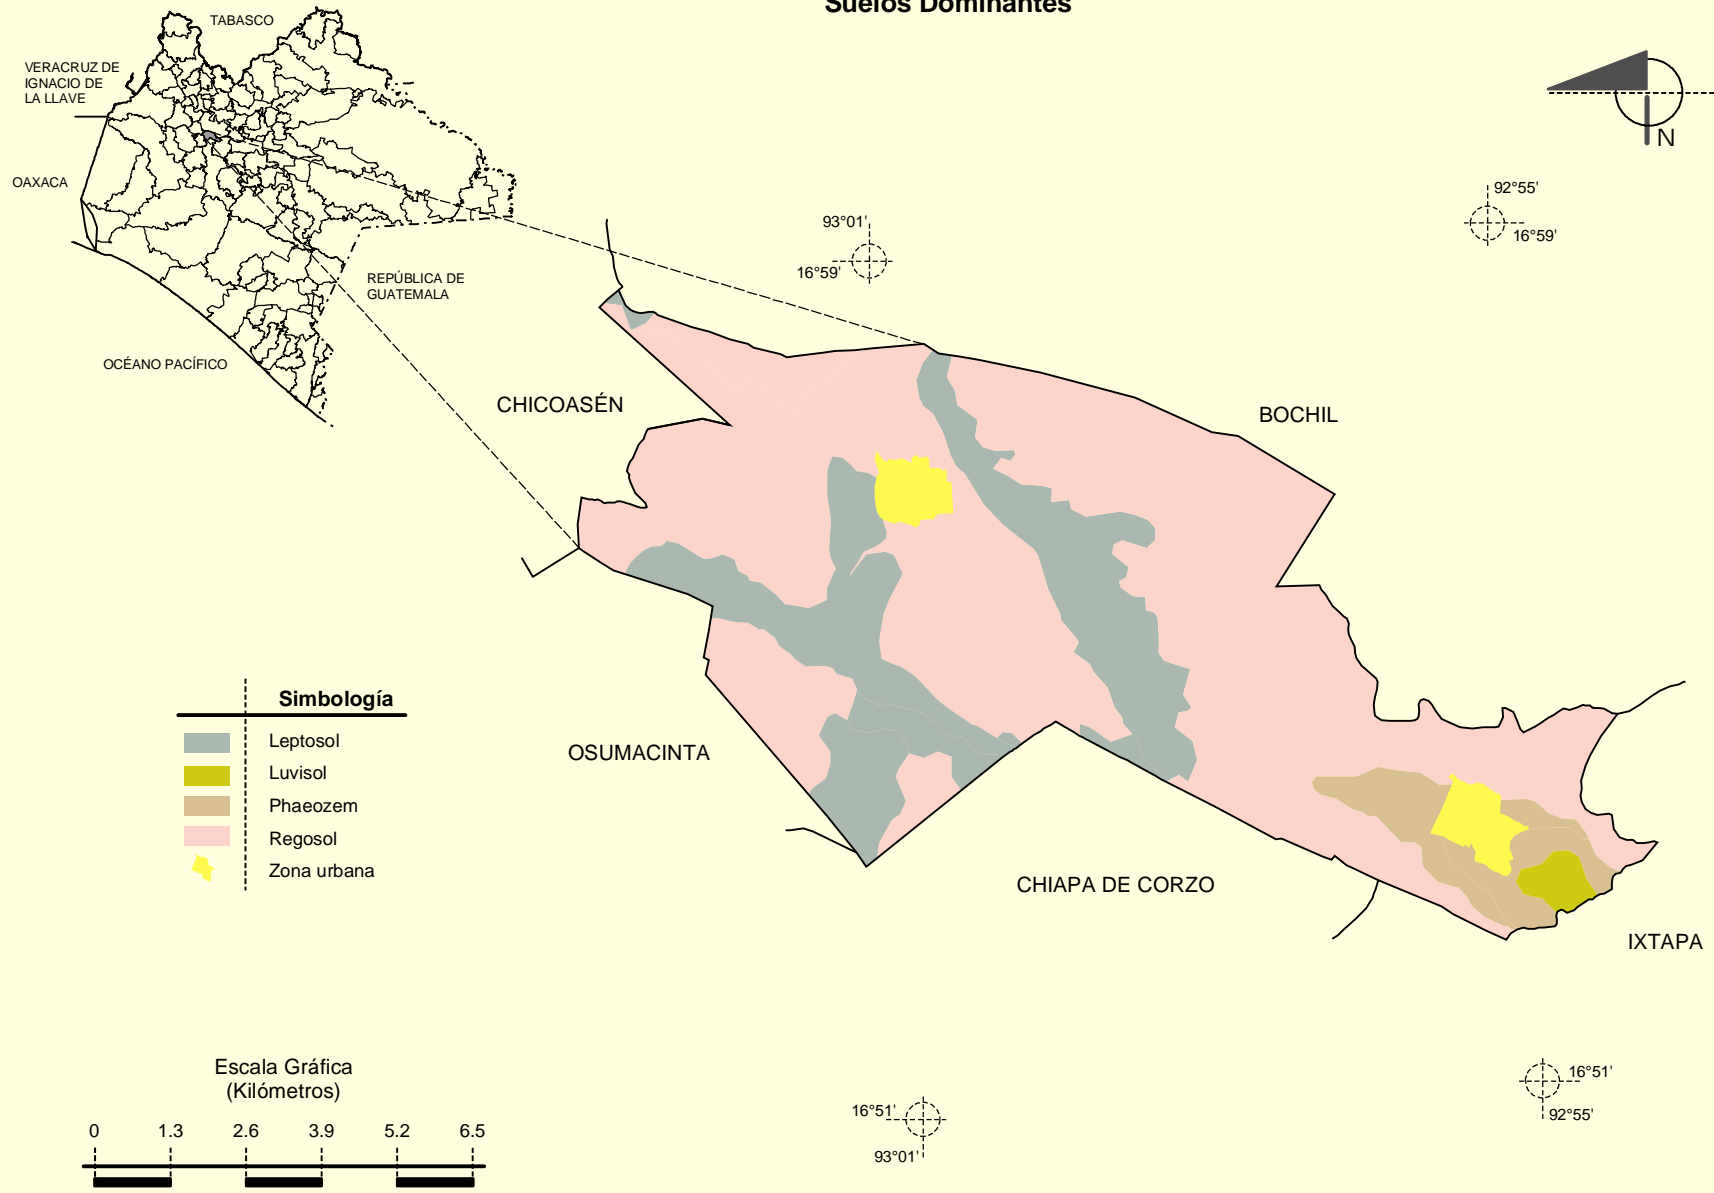 Suelos Dominantes
TABASCO
VERACRUZ DE
IGNACIO DE
LA LLAVE
OAXACA
REPÚBLICA DE
GUATEMALA
OCÉANO PACÍFICO
N
93°01'
16°59'
92°55'
16°59'
CHICOASÉN
BOCHIL
OSUMACINTA
CHIAPA DE CORZO
IXTAPA
Simbología
Leptosol
Luvisol
Phaeozem
Regosol
Zona urbana
Escala Gráfica
(Kilómetros)
0 1.3 2.6 3.9 5.2 6.5
16°51'
93°01'
16°51'
92°55'